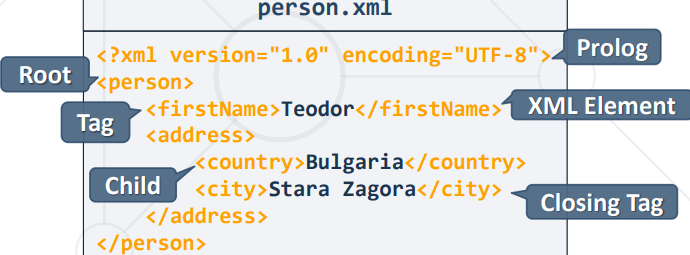 person.xml
<?xml version="1.0" encoding="UTF-8">
Prolog
Root
<person>
Tag
<firstName>Teodor</firstName>
XML Element
<address>
Child
<country>Bulgaria</country>
<city>Stara Zagora</city>
Closing Tag
</address>
</person>